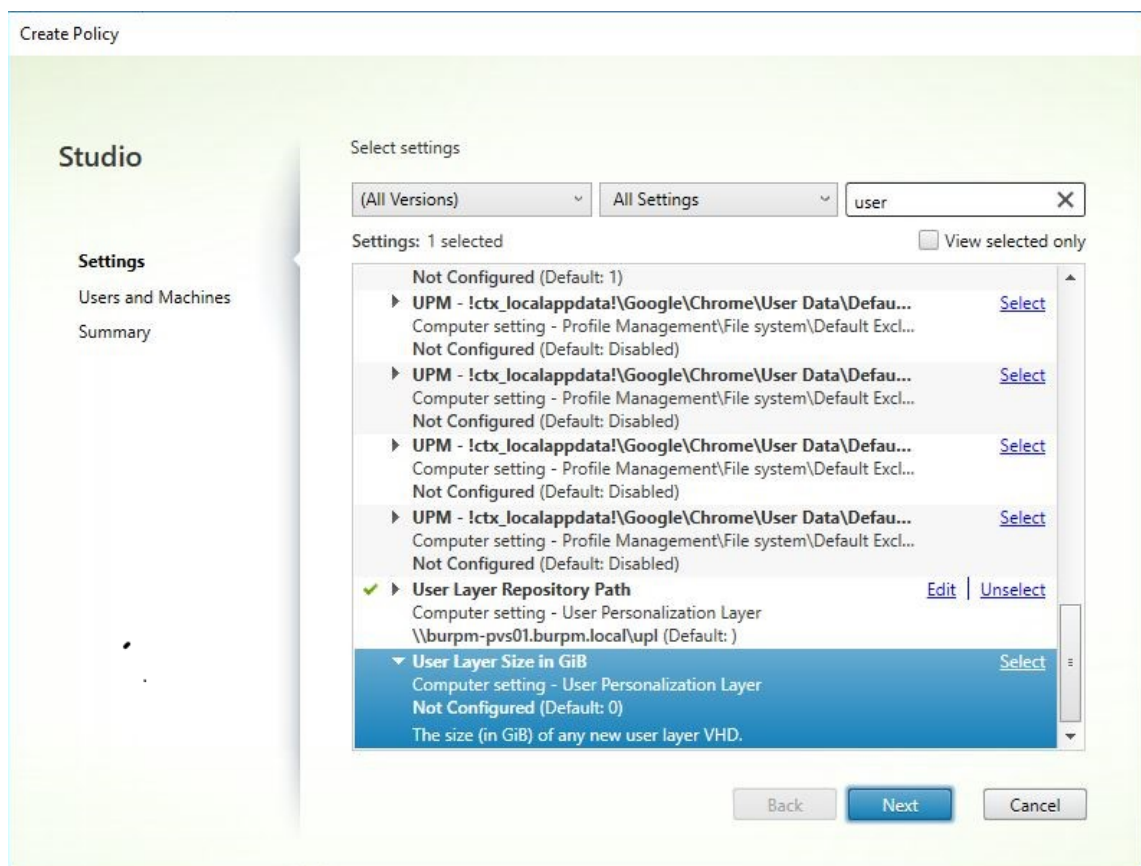 Create Policy
Studio
Settings
Users and Machines
Summary
Select settings
(All Versions)
All Settings
user
Settings: 1 selected
View selected only
Not Configured (Default: 1)
UPM - !ctx_localappdata!\Google\Chrome\User Data\Defau... Select
Computer setting - Profile Management\File system\Default Excl...
Not Configured (Default: Disabled)
UPM - !ctx_localappdata!\Google\Chrome\User Data\Defau... Select
Computer setting - Profile Management\File system\Default Excl...
Not Configured (Default: Disabled)
UPM - !ctx_localappdata!\Google\Chrome\User Data\Defau... Select
Computer setting - Profile Management\File system\Default Excl...
Not Configured (Default: Disabled)
UPM - !ctx_localappdata!\Google\Chrome\User Data\Defau... Select
Computer setting - Profile Management\File system\Default Excl...
Not Configured (Default: Disabled)
User Layer Repository Path Edit | Unselect
Computer setting - User Personalization Layer
\\burpm-pvs01.burpm.local\upl (Default: )
User Layer Size in GiB Select
Computer setting - User Personalization Layer
Not Configured (Default: 0)
The size (in GiB) of any new user layer VHD.
Back Next Cancel